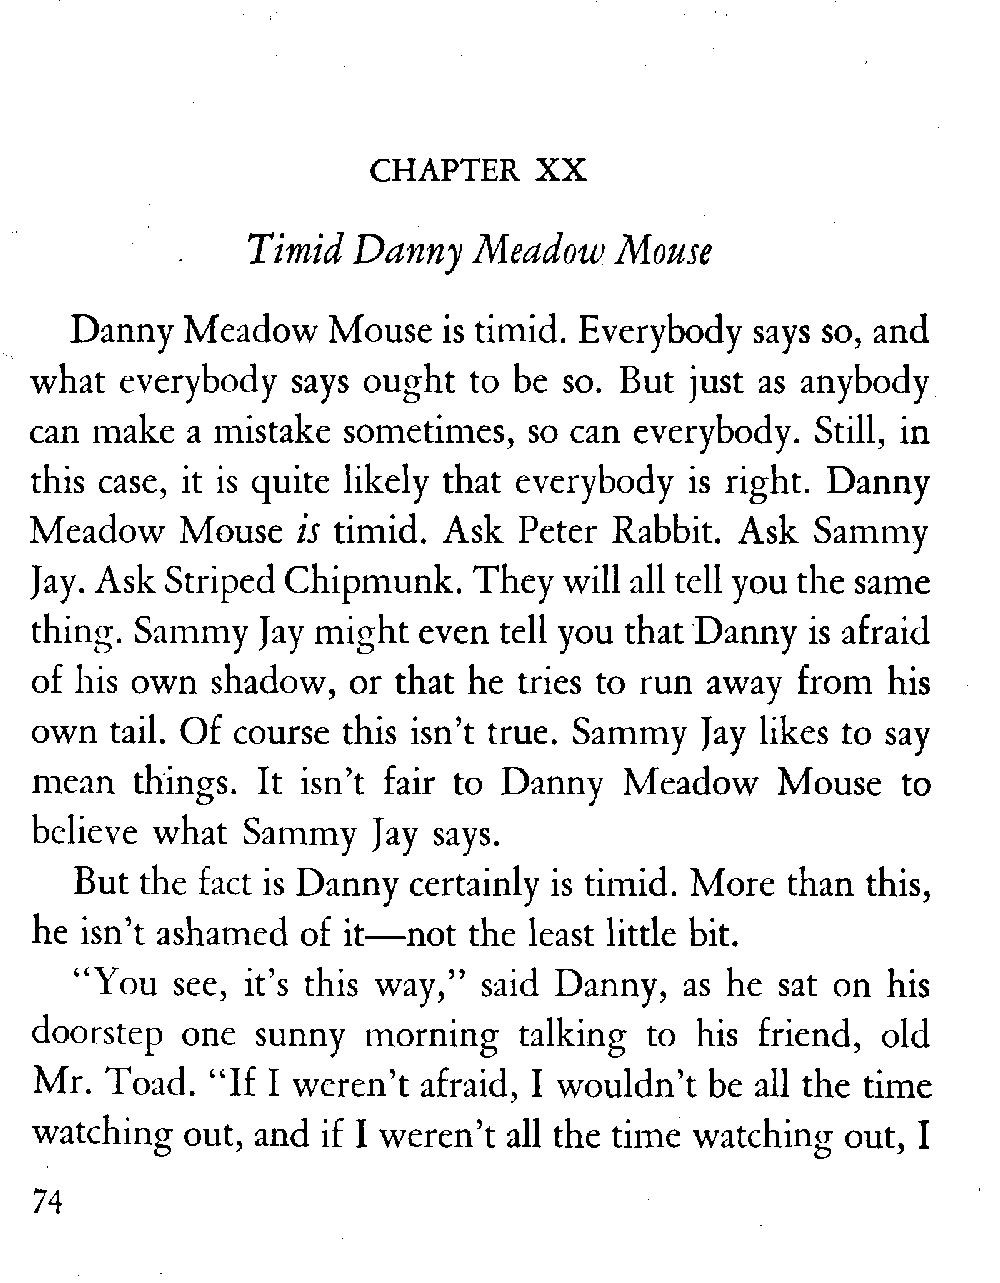 CHAPTER XX
Timid Danny Meadow Mouse
Danny Meadow Mouse is timid. Everybody says so, and
what everybody says ought to be so. But just as anybody
can make a mistake sometimes, so can everybody. Still, in
this case, it is quite likely that everybody is right. Danny
Meadow Mouse is timid. Ask Peter Rabbit. Ask Sammy
Jay. Ask Striped Chipmunk. They will all tell you the same
thing. Sammy Jay might even tell you that Danny is afraid
of his own shadow, or that he tries to run away from his
own tail. Of course this isn't true. Sammy Jay likes to say
mean things. It isn't fair to Danny Meadow Mouse to
believe what Sammy Jay says.
But the fact is Danny certainly is timid. More than this,
he isn't ashamed of it—not the least little bit.
“You see, it's this way,” said Danny, as he sat on his
doorstep one sunny morning talking to his friend, old
Mr. Toad. “If I weren't afraid, I wouldn't be all the time
watching out, and if I weren't all the time watching out, I
74